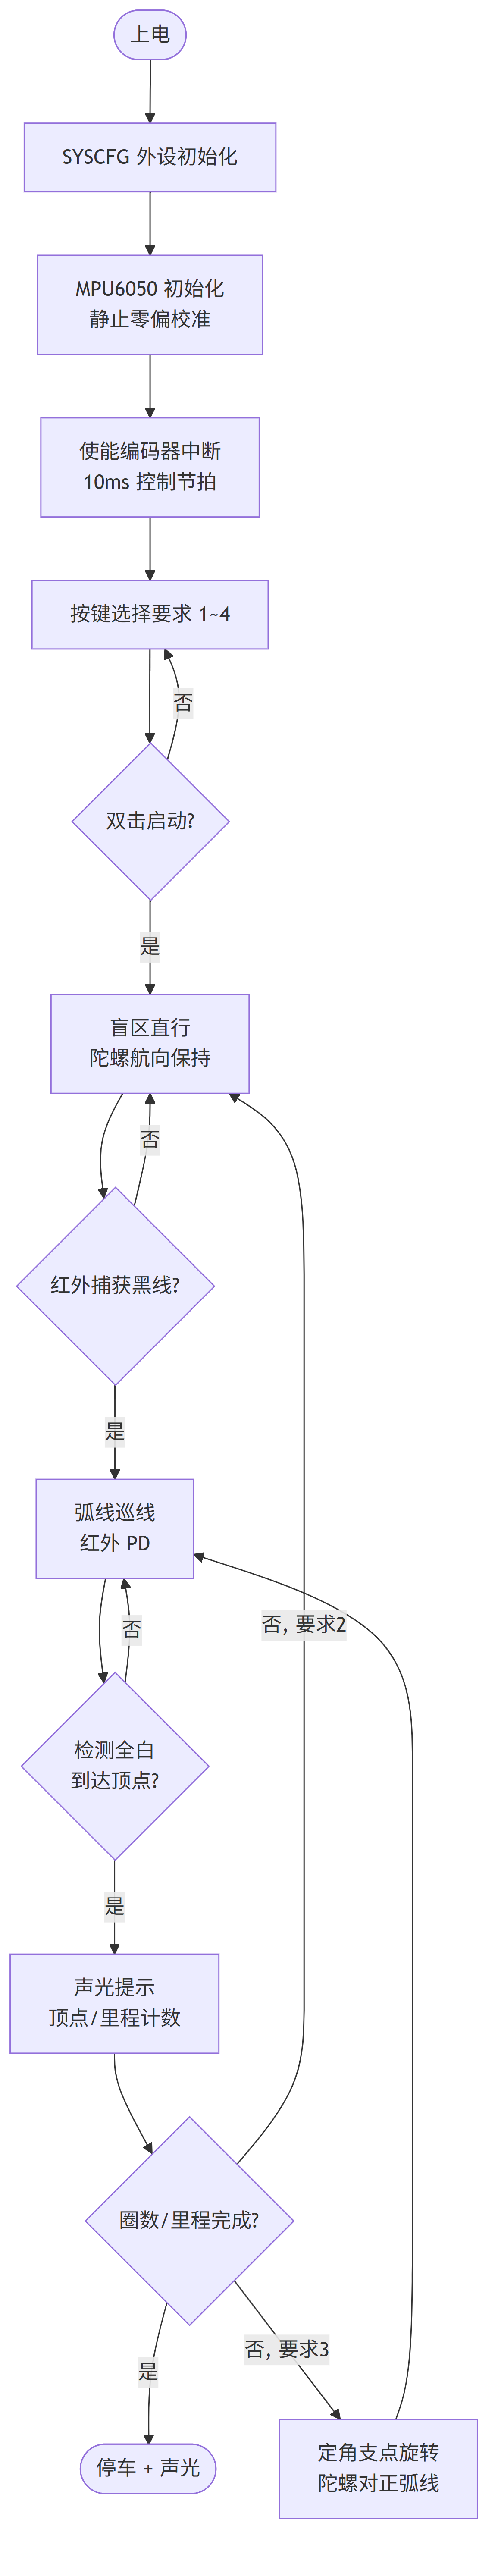 上电
SYSCFG 外设初始化
MPU6050 初始化
静止零偏校准
使能编码器中断
10ms 控制节拍
按键选择要求 1~4
否
双击启动?
是
盲区直行
陀螺航向保持
否
红外捕获黑线?
是
弧线巡线
红外 PD
否
否, 要求2
检测全白
到达顶点?
是
声光提示
顶点/里程计数
圈数/里程完成?
否, 要求3
是
定角支点旋转
陀螺对正弧线
停车 + 声光